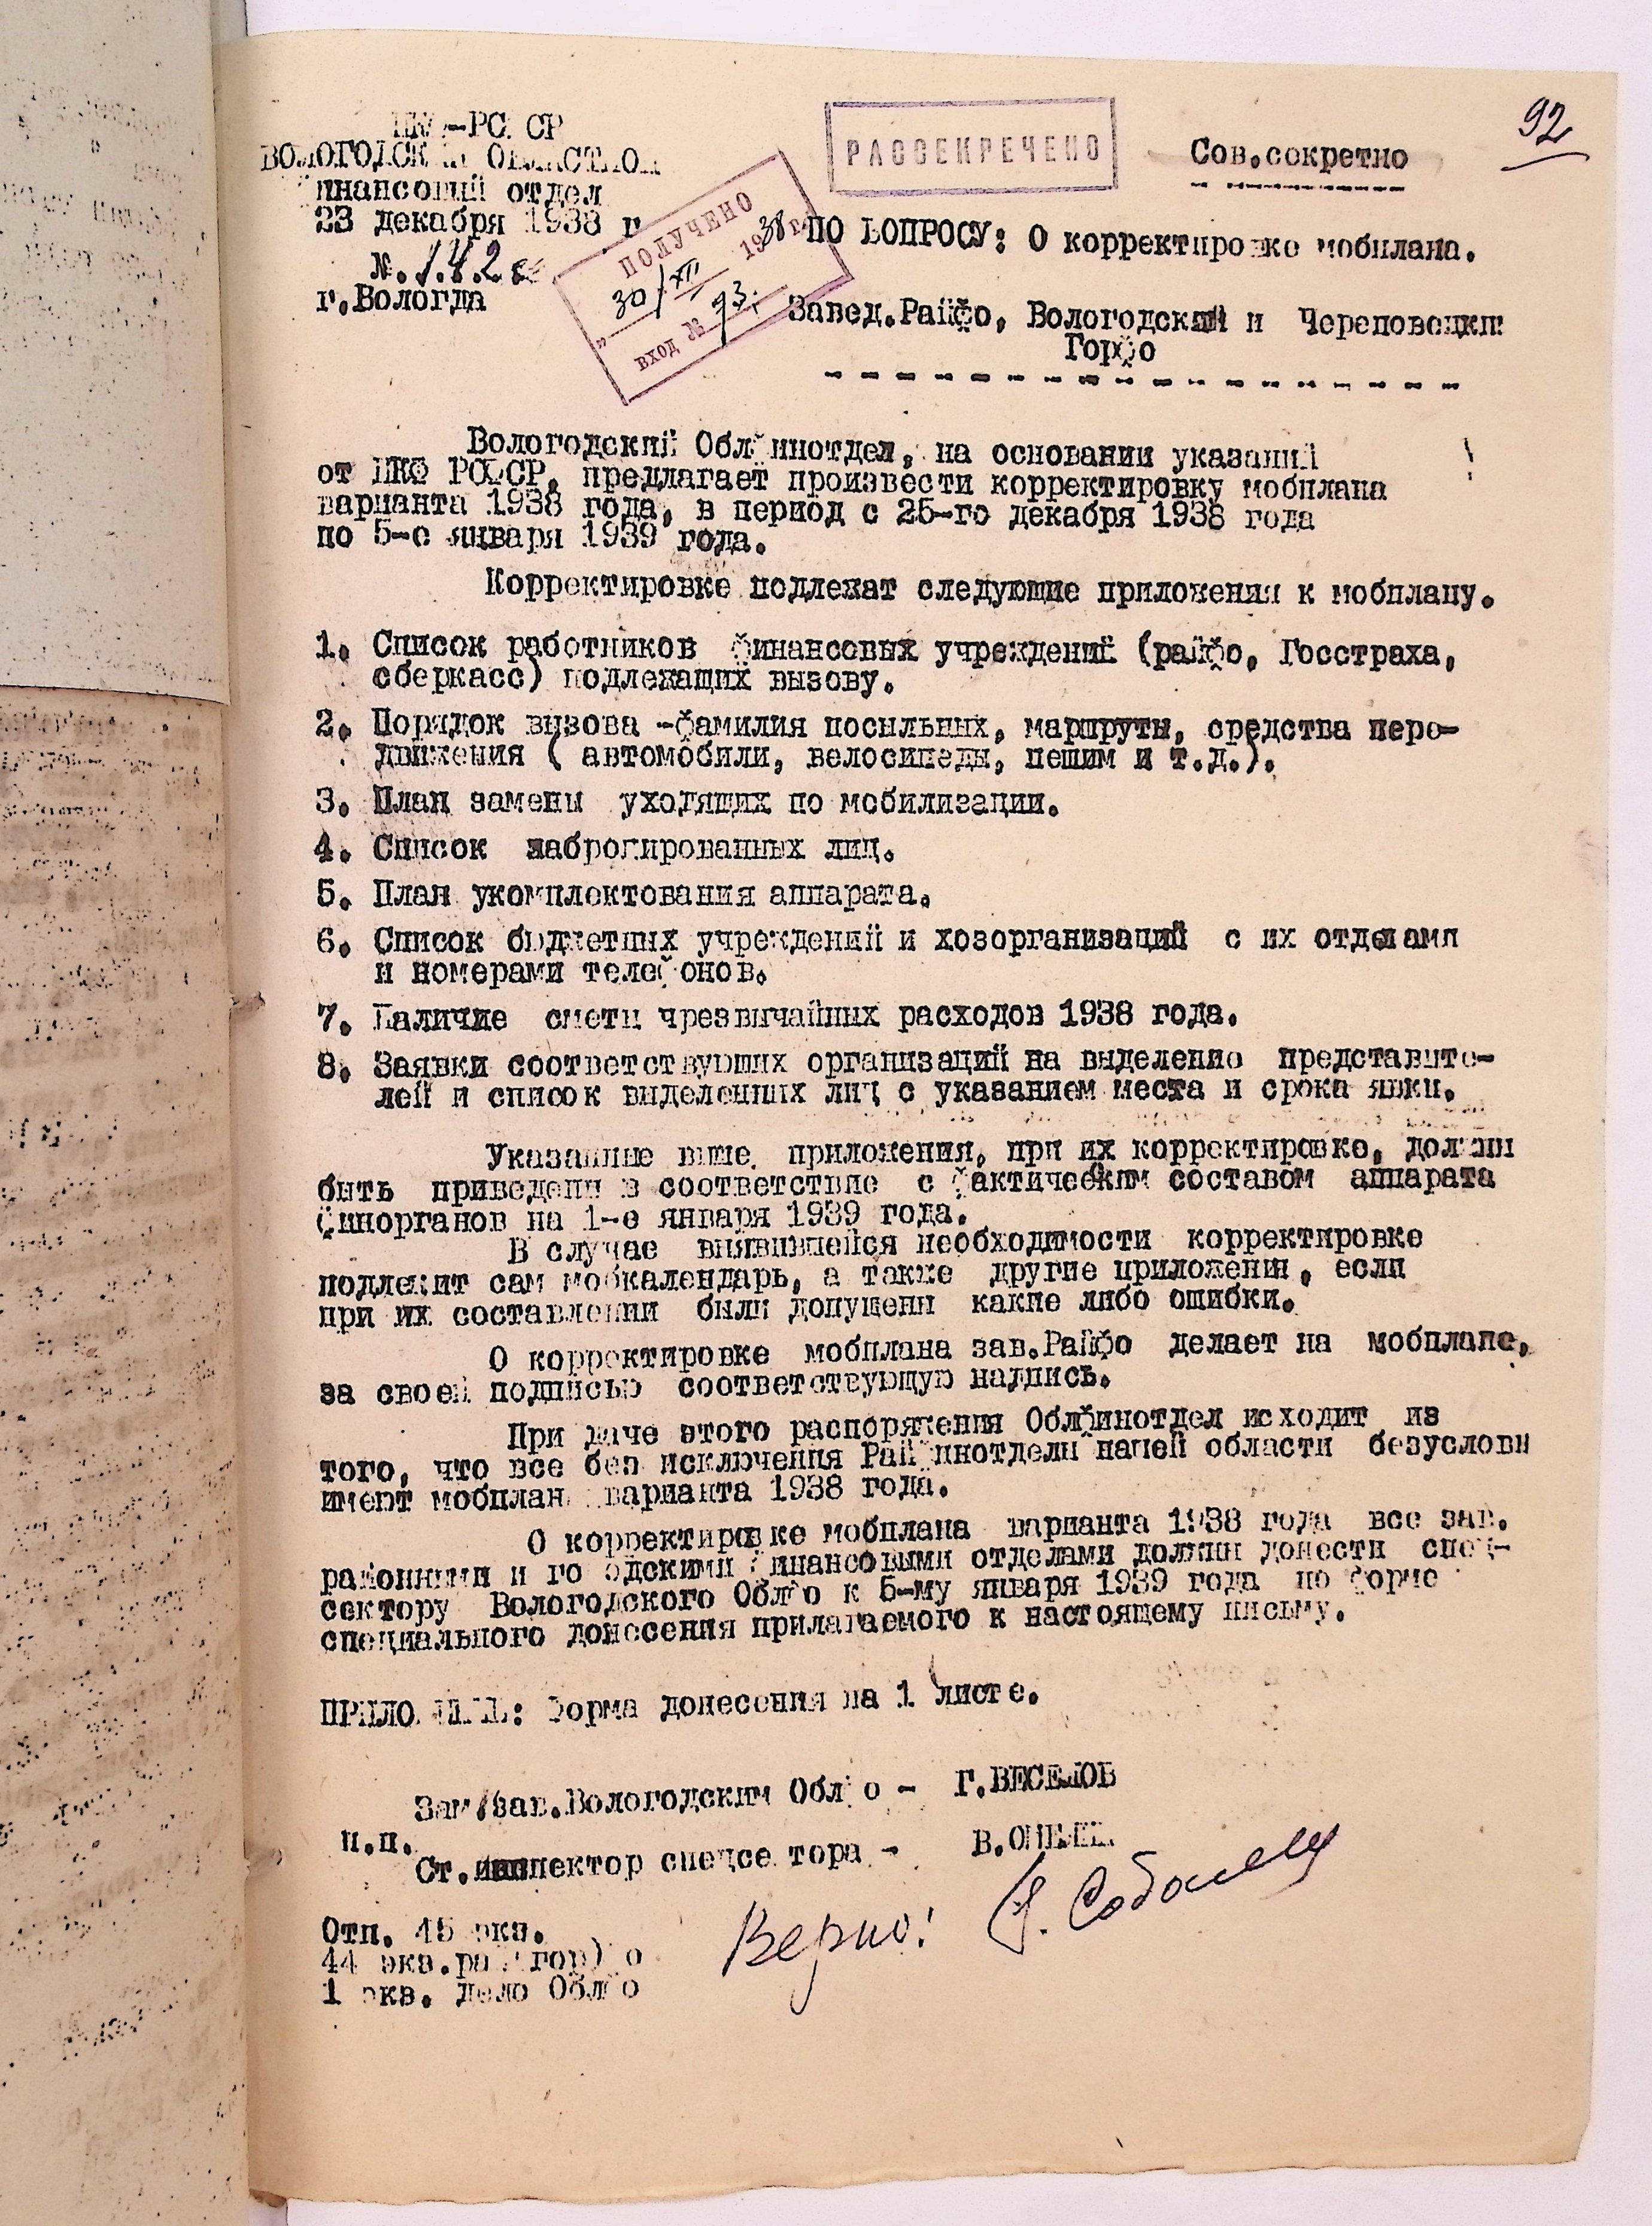 92
РАССЕКРЕЧЕНО
Сов.секретно
НКФ-РСФСР
ВОЛОГОДСКИЙ ОБЛАСТНОЙ
финансовый отдел
23 декабря 1938 г
№.1.4.2с
г.Вологда
ПОЛУЧЕНО
"30/XII 1938 г.
вход № 93.
ПО ВОПРОСУ: О корректировке мобплана.
Завед.Райфо, Вологодский и Череповецким
Горфо
Вологодский Облфинотдел, на основании указаний
от НКФ РСФСР, предлагает произвести корректировку мобплана
варианта 1938 года, в период с 25-го декабря 1938 года
по 5-е января 1939 года.
Корректировке подлежат следующие приложения к мобплану.
1. Список работников финансовых учреждений (райфо, Госстраха,
сберкасс) подлежащих вызову.
2. Порядок вызова -фамилия посыльных, маршруты, средства пере-
движения ( автомобили, велосипеды, пешим и т.д.).
3. План замены уходящих по мобилизации.
4. Список забронированных лиц.
5. План укомплектования аппарата.
6. Список бюджетных учреждений и хозорганизаций с их отделами
и номерами телефонов.
7. Наличие сметы чрезвычайных расходов 1938 года.
8. Заявки соответствующих организаций на выделение представите-
лей и список выделенных лиц с указанием места и срока явки.
Указанные выше, приложения, при их корректировке, должны
быть приведены в соответствие с фактическим составом аппарата
финорганов на 1-е января 1939 года.
В случае выявившейся необходимости корректировке
подлежит сам мобкалендарь, а также другие приложения, если
при их составлении были допущены какие либо ошибки.
О корректировке мобплана зав.Райфо делает на мобплане,
за своей подписью соответствующую надпись.
При даче этого распоряжения Облфинотдел исходит из
того, что все без исключения Райфинотделы нашей области безусловн
имеют мобплан варианта 1938 года.
О корректировке мобплана варианта 1938 года все зав.
районными и городскими финансовыми отделами должны донести спец-
сектору Вологодского Облфо к 5-му января 1939 года по форме
специального донесения прилагаемого к настоящему письму.
ПРИЛОЖЕНИЕ: Форма донесения на 1 листе.
Зам/зав.Вологодским Облфо - Г.ВЕСЕЛОВ
п.п.
Ст.инспектор спецсектора -
Верно!
Отп. 45 экз.
44 экз.рай(гор)фо
1 экз. дело Облфо